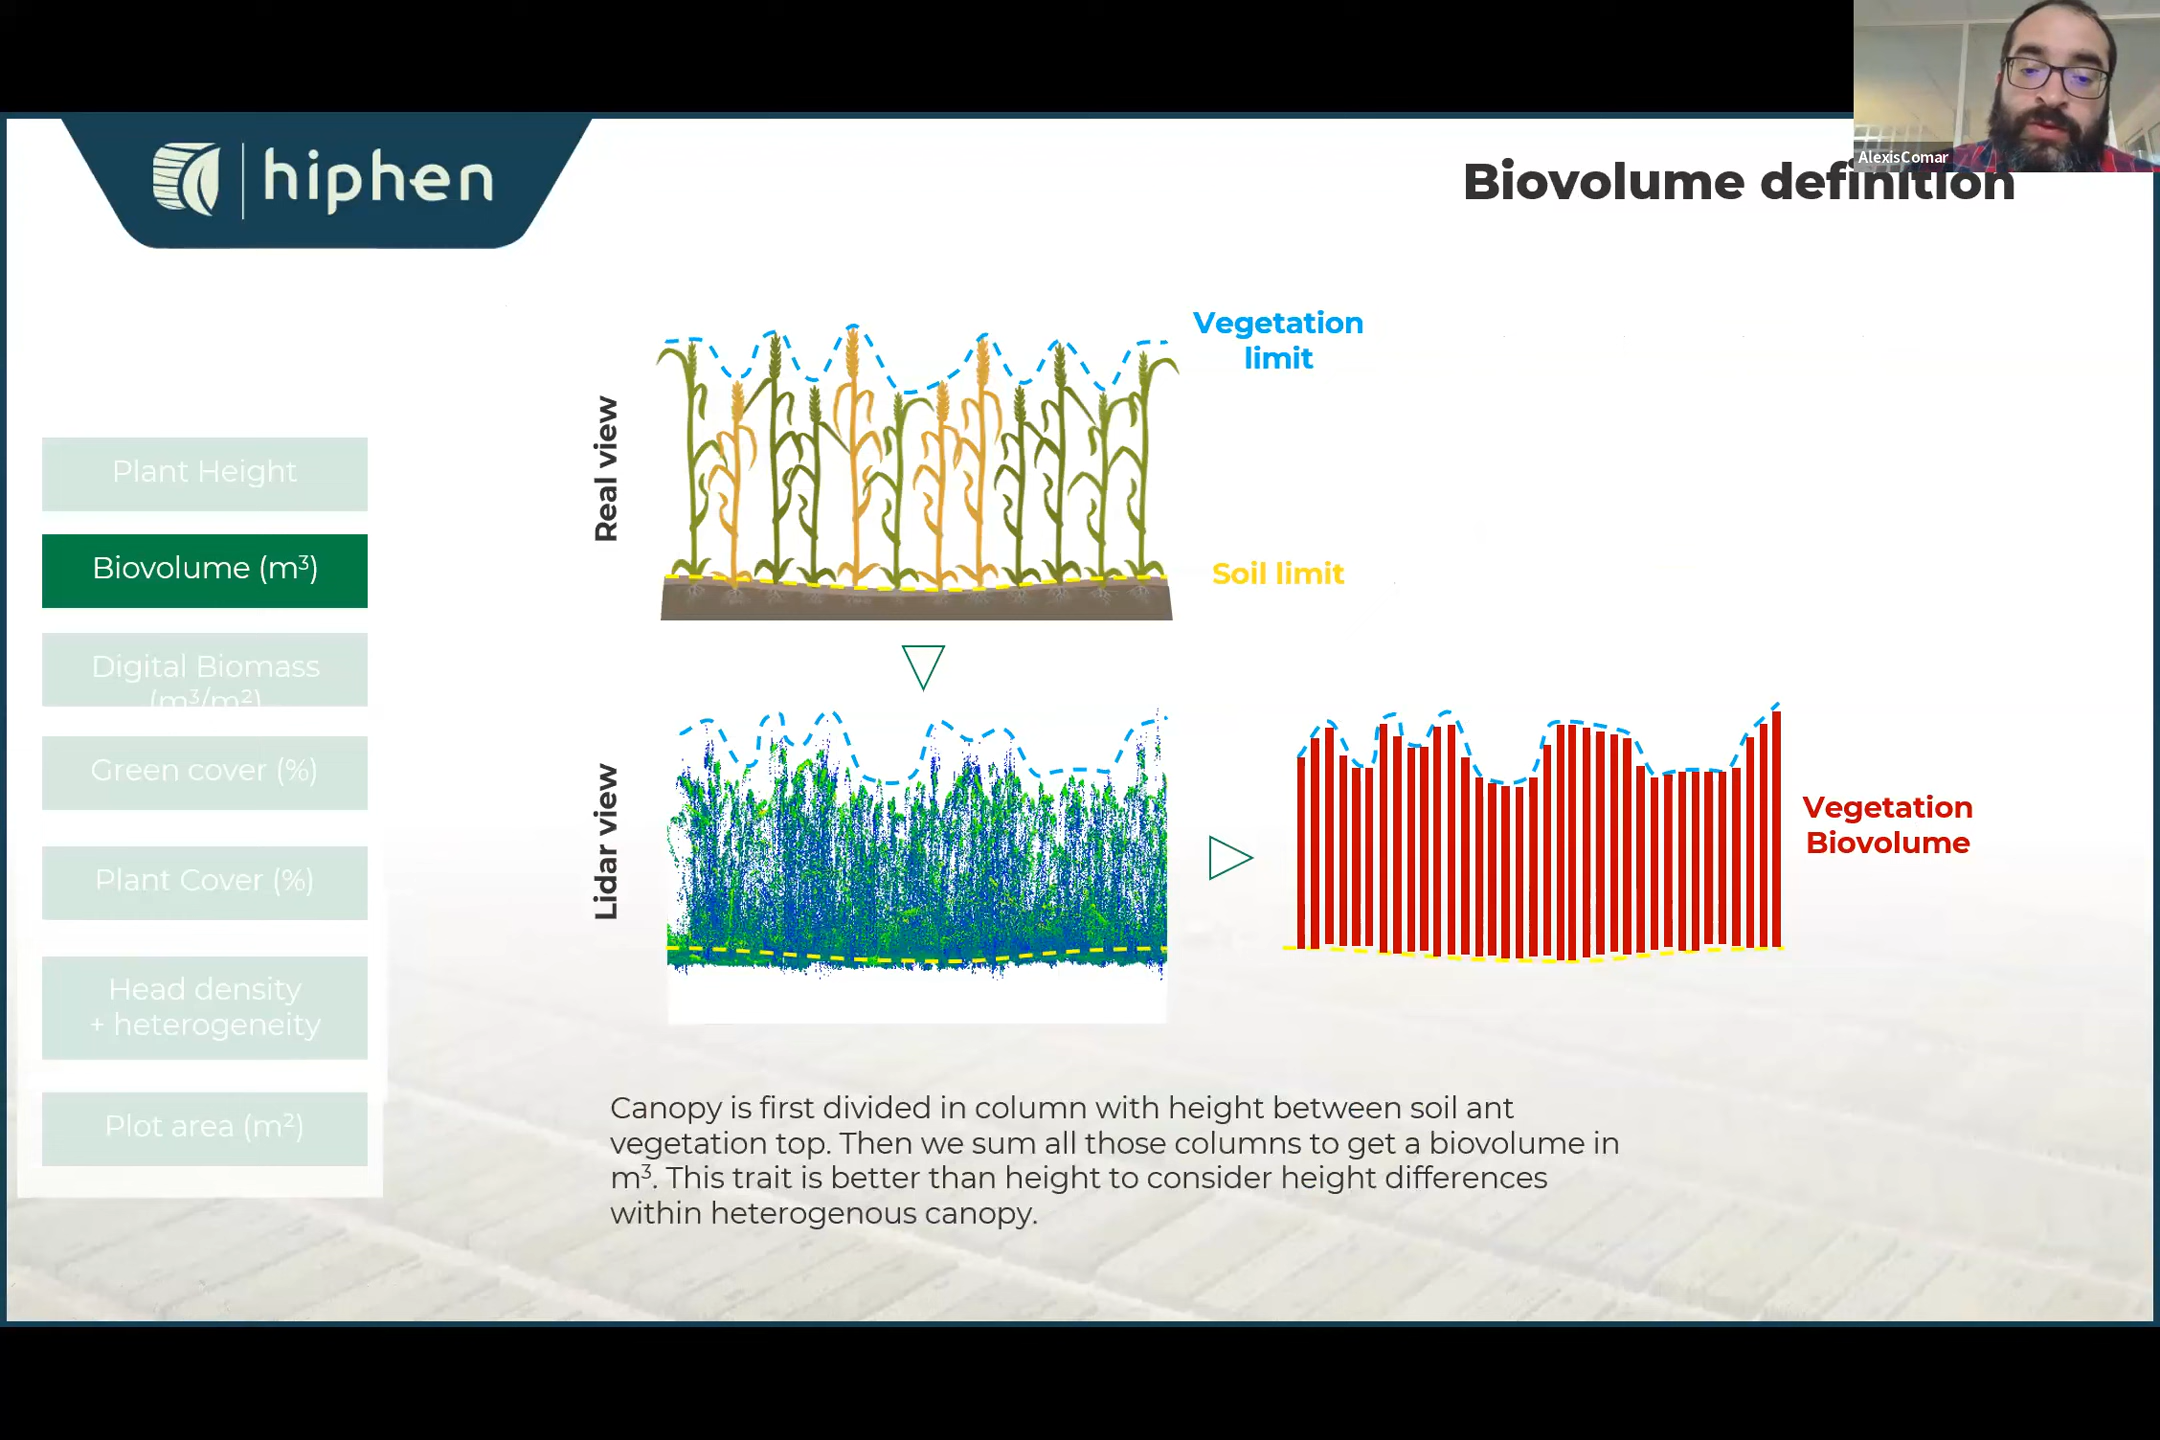 hiphen
AlexisComar
Biovolume definition
Vegetation
limit
Real view
Soil limit
Plant Height
Biovolume (m³)
Digital Biomass
(m³/m²)
Green cover (%)
Plant Cover (%)
Head density
+ heterogeneity
Plot area (m²)
Lidar view
Vegetation
Biovolume
Canopy is first divided in column with height between soil ant
vegetation top. Then we sum all those columns to get a biovolume in
m³. This trait is better than height to consider height differences
within heterogenous canopy.